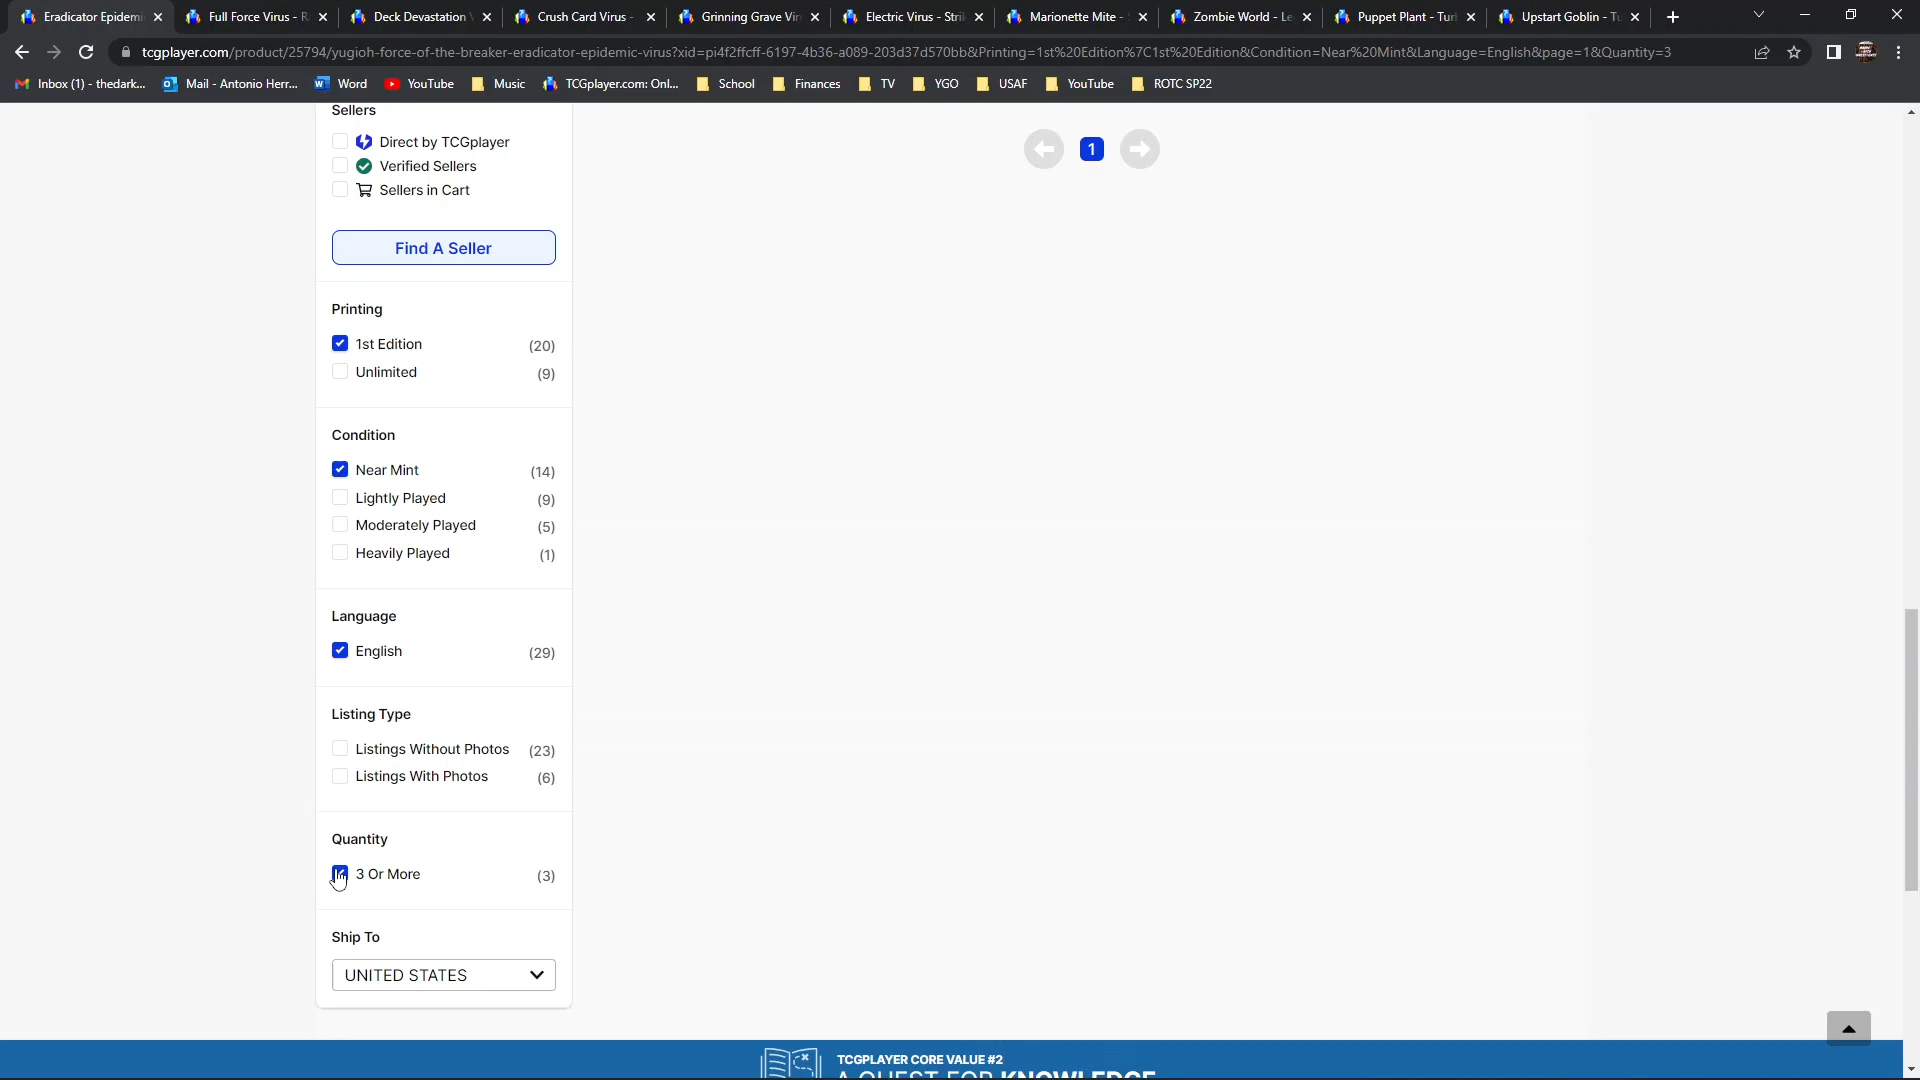 Eradicator Epidemi
Full Force Virus - R
Deck Devastation
Crush Card Virus -
Grinning Grave Vir
Electric Virus - Stri
Marionette Mite -
Zombie World - Le
Puppet Plant - Tur
Upstart Goblin - Tu
tcgplayer.com/product/25794/yugioh-force-of-the-breaker-eradicator-epidemic-virus?xid=pi4f2ffcff-6197-4b36-a089-203d37d570bb&Printing=1st%20Edition%7C1st%20Edition&Condition=Near%20Mint&Language=English&page=1&Quantity=3
Inbox (1) - thedark...
Mail - Antonio Herr...
Word
YouTube
Music
TCGplayer.com: Onl...
School
Finances
TV
YGO
USAF
YouTube
ROTC SP22
Sellers
Direct by TCGplayer
Verified Sellers
Sellers in Cart
1
Find A Seller
Printing
1st Edition (20)
Unlimited (9)
Condition
Near Mint (14)
Lightly Played (9)
Moderately Played (5)
Heavily Played (1)
Language
English (29)
Listing Type
Listings Without Photos (23)
Listings With Photos (6)
Quantity
3 Or More (3)
Ship To
UNITED STATES
TCGPLAYER CORE VALUE #2
A QUEST FOR KNOWLEDGE